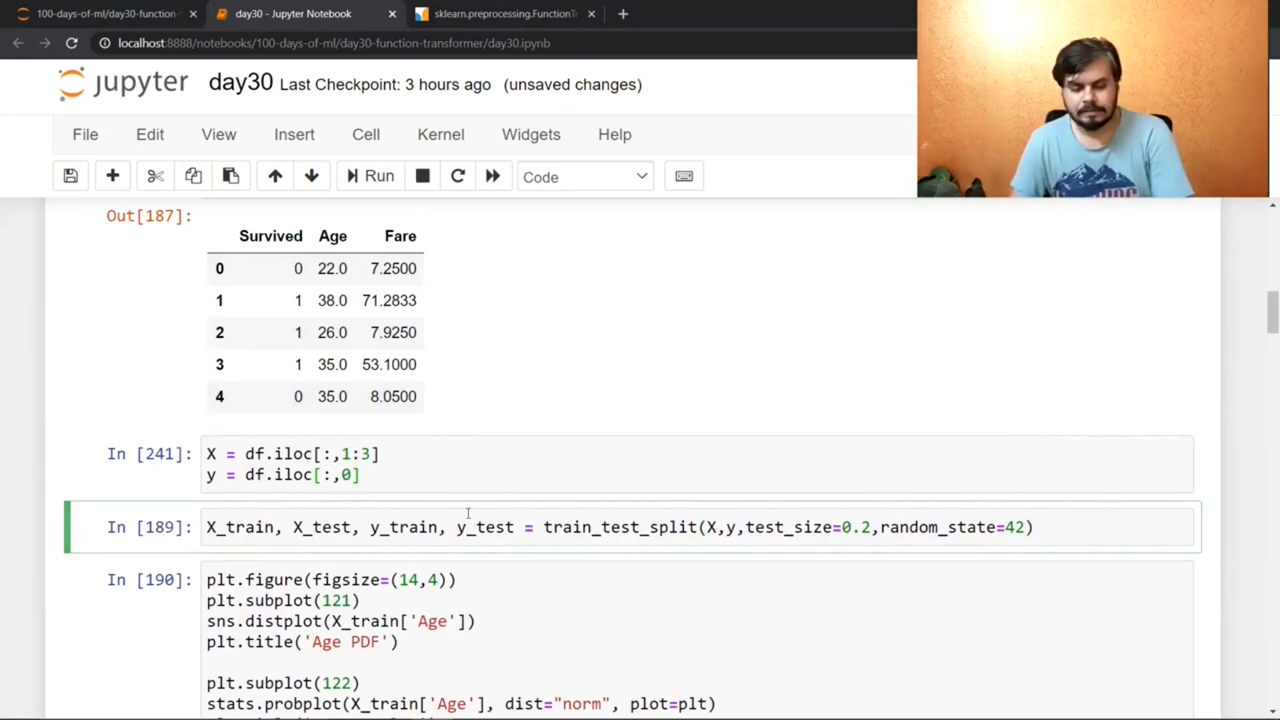 100-days-of-ml/day30-function-
day30 - Jupyter Notebook
sklearn.preprocessing.FunctionT
localhost:8888/notebooks/100-days-of-ml/day30-function-transformer/day30.ipynb
jupyter day30 Last Checkpoint: 3 hours ago (unsaved changes)
File Edit View Insert Cell Kernel Widgets Help
Run Code
Out[187]:
Survived Age Fare
0 0 22.0 7.2500
1 1 38.0 71.2833
2 1 26.0 7.9250
3 1 35.0 53.1000
4 0 35.0 8.0500
In [241]: X = df.iloc[:,1:3]
y = df.iloc[:,0]
In [189]: X_train, X_test, y_train, y_test = train_test_split(X,y,test_size=0.2,random_state=42)
In [190]: plt.figure(figsize=(14,4))
plt.subplot(121)
sns.distplot(X_train['Age'])
plt.title('Age PDF')
plt.subplot(122)
stats.probplot(X_train['Age'], dist="norm", plot=plt)